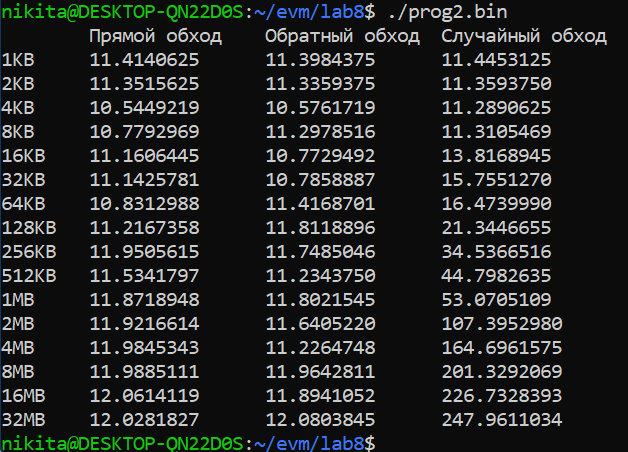 nikita@DESKTOP-QN22D0S:~/evm/lab8$ ./prog2.bin
Прямой обход Обратный обход Случайный обход
1KB 11.4140625 11.3984375 11.4453125
2KB 11.3515625 11.3359375 11.3593750
4KB 10.5449219 10.5761719 11.2890625
8KB 10.7792969 11.2978516 11.3105469
16KB 11.1606445 10.7729492 13.8168945
32KB 11.1425781 10.7858887 15.7551270
64KB 10.8312988 11.4168701 16.4739990
128KB 11.2167358 11.8118896 21.3446655
256KB 11.9505615 11.7485046 34.5366516
512KB 11.5341797 11.2343750 44.7982635
1MB 11.8718948 11.8021545 53.0705109
2MB 11.9216614 11.6405220 107.3952980
4MB 11.9845343 11.2264748 164.6961575
8MB 11.9885111 11.9642811 201.3292069
16MB 12.0614119 11.8941052 226.7328393
32MB 12.0281827 12.0803845 247.9611034
nikita@DESKTOP-QN22D0S:~/evm/lab8$